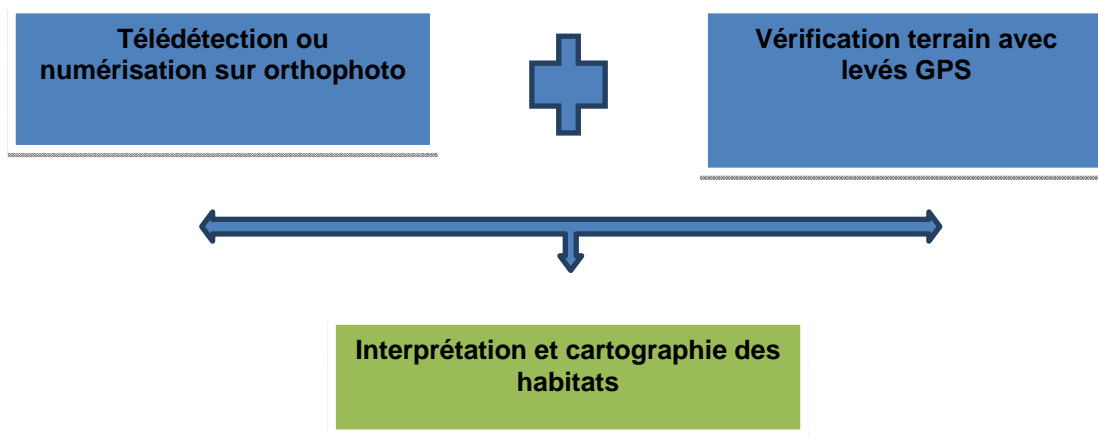 Télédétection ou
numérisation sur orthophoto
Vérification terrain avec
levés GPS
Interprétation et cartographie des
habitats